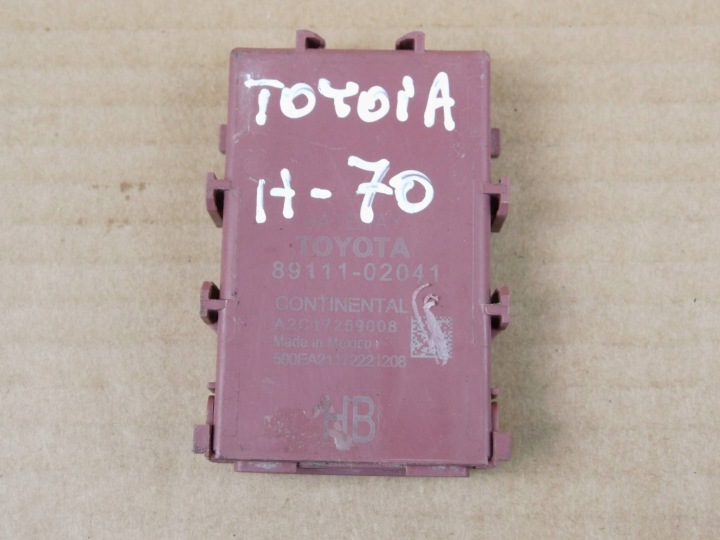 TOYOTA
H-70
TOYOTA
89111-02041
CONTINENTAL
A2C17259008
Made in Mexico
HB